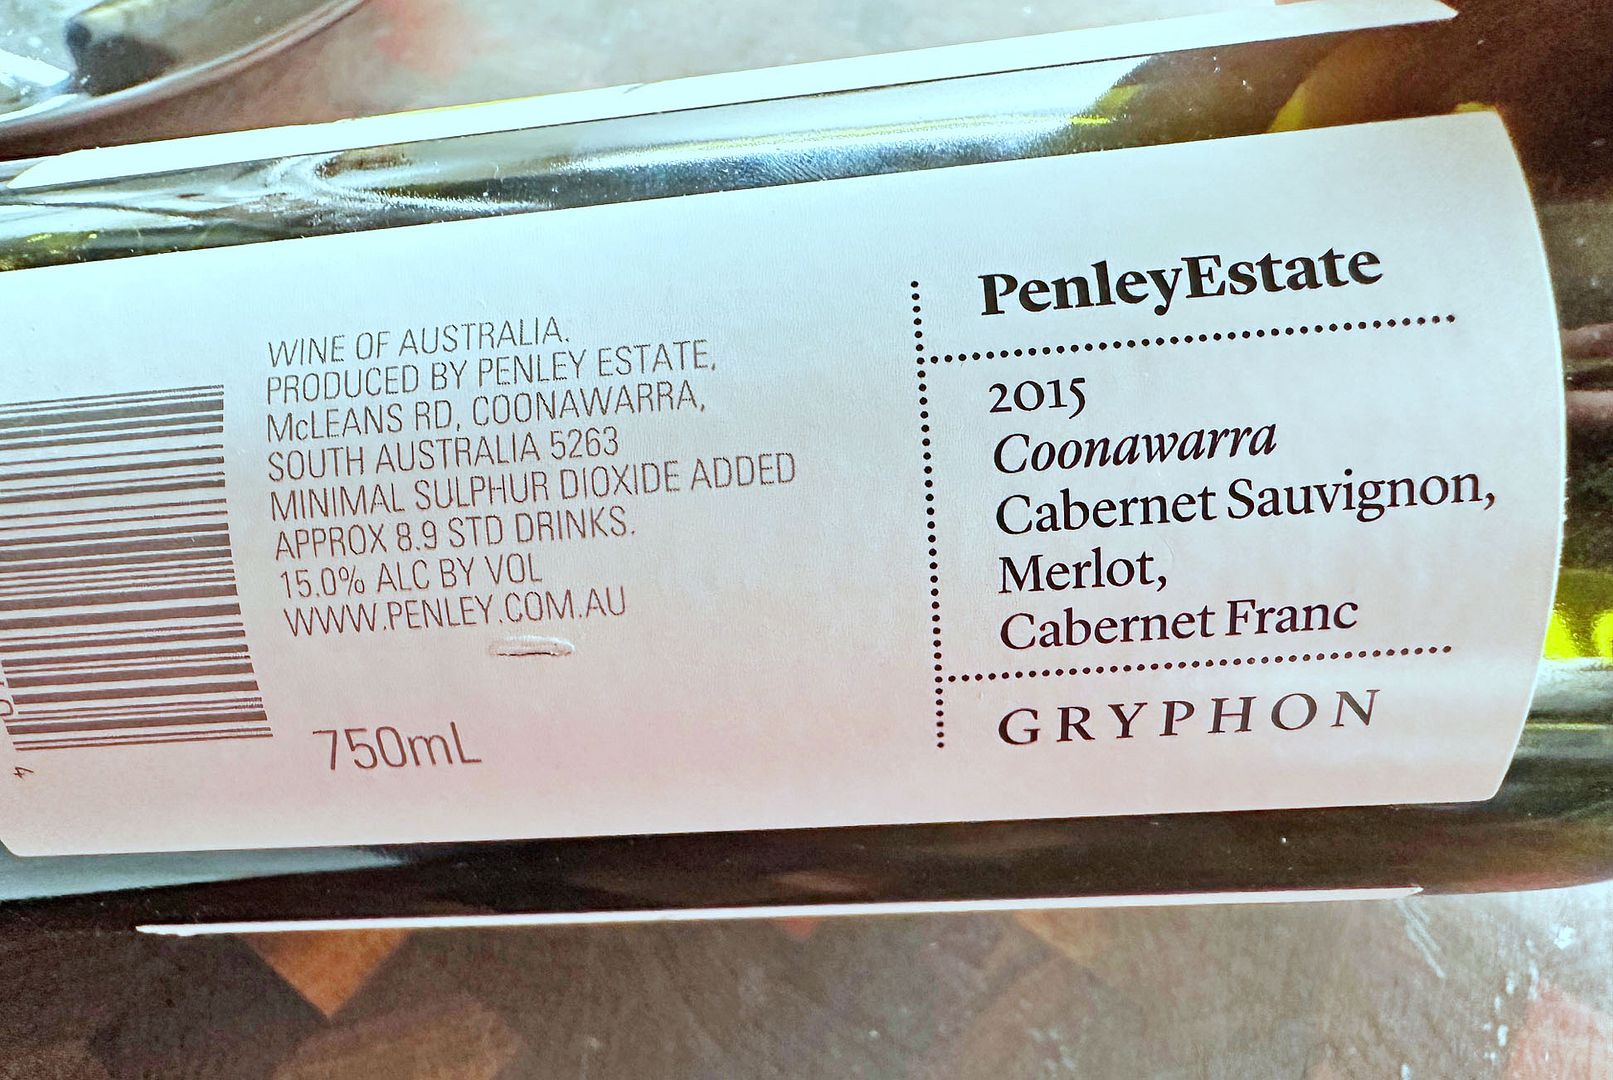 WINE OF AUSTRALIA.
PRODUCED BY PENLEY ESTATE,
McLEANS RD, COONAWARRA,
SOUTH AUSTRALIA 5263
MINIMAL SULPHUR DIOXIDE ADDED
APPROX 8.9 STD DRINKS.
15.0% ALC BY VOL
WWW.PENLEY.COM.AU
750mL
PenleyEstate
2015
Coonawarra
Cabernet Sauvignon,
Merlot,
Cabernet Franc
GRYPHON
4